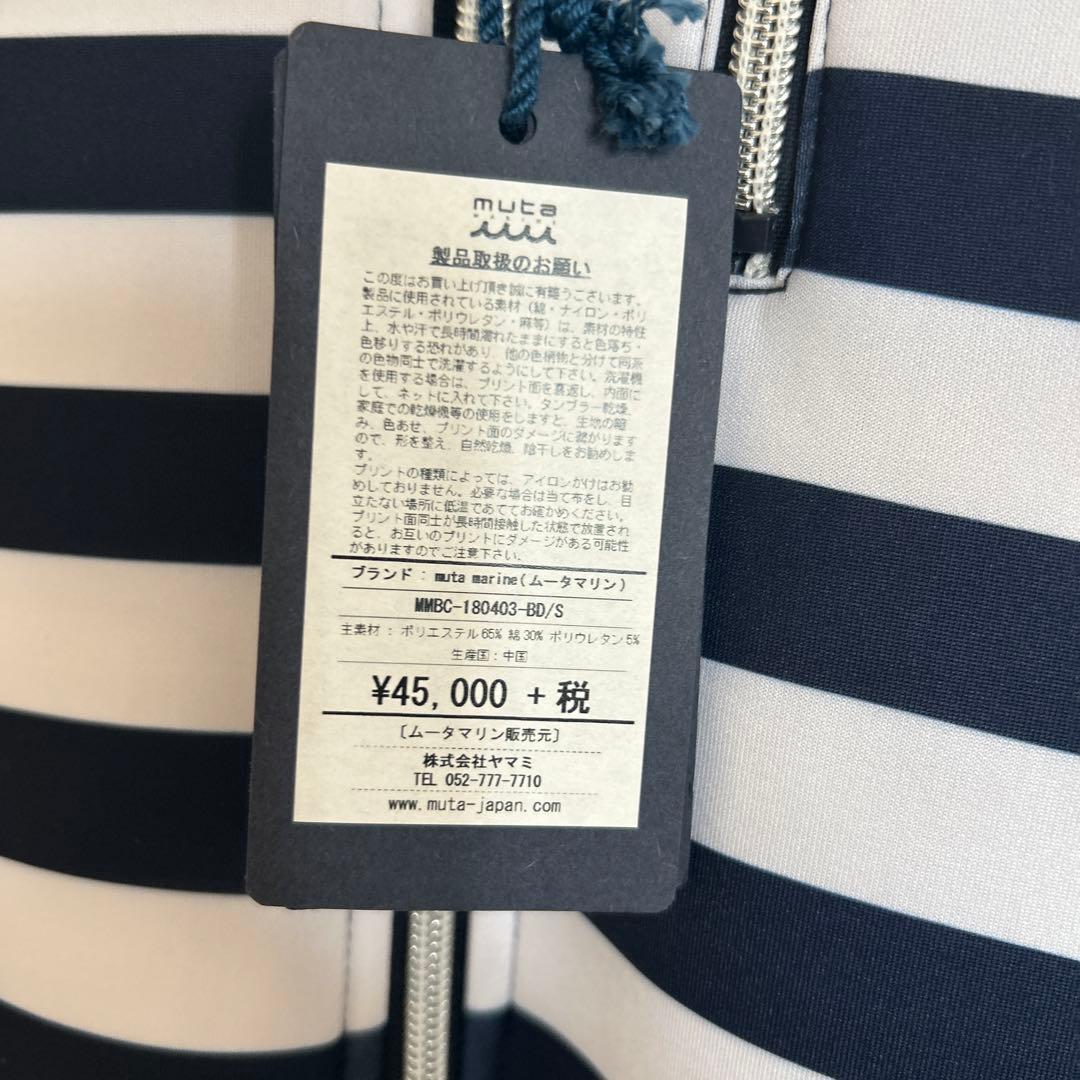 muta
MARINE
製品取扱のお願い
この度はお買い上げ頂き誠に有難うございます。
製品に使用されている素材（綿・ナイロン・ポリ
エステル・ポリウレタン・麻等）は、素材の特性
上、水や汗で長時間濡れたままにすると色落ち・
色移りする恐れがあり、他の色柄物と分けて同系
の色物同士で洗濯するようにして下さい。洗濯機
を使用する場合は、プリント面を裏返し、内面に
して、ネットに入れて下さい。タンブラー乾燥、
家庭での乾燥機等の使用をしますと、生地の縮
み、色あせ、プリント面のダメージに繋がります
ので、形を整え、自然乾燥、陰干しをお勧めしま
す。
プリントの種類によっては、アイロンかけはお勧
めしておりません。必要な場合は当て布をし、目
立たない場所に低温であててお確かめください。
プリント面同士が長時間接触した状態で放置され
ると、お互いのプリントにダメージがある可能性
がありますのでご注意下さい。
ブランド：muta marine(ムータマリン)
MMBC-180403-BD/S
主素材：ポリエステル65% 綿30% ポリウレタン5%
生産国：中国
¥45,000 +税
〔ムータマリン販売元〕
株式会社ヤマミ
TEL 052-777-7710
www.muta-japan.com